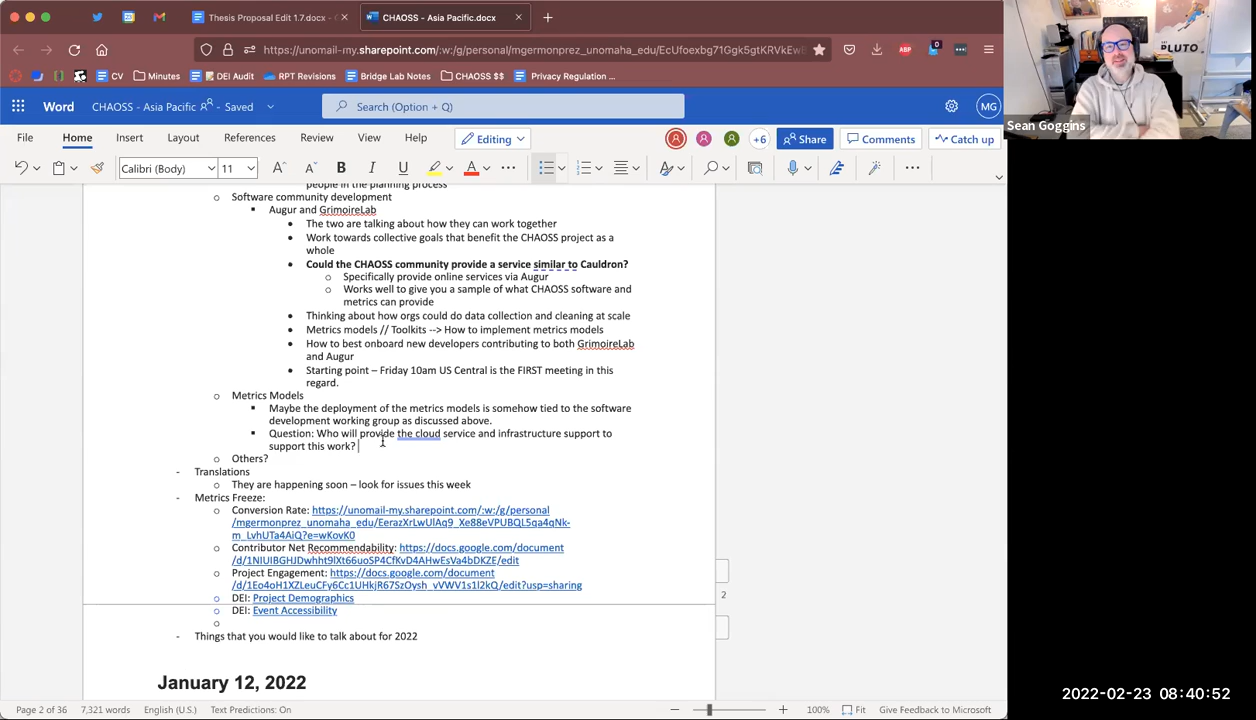 Thesis Proposal Edit 1.7.docx -
CHAOSS - Asia Pacific.docx
https://unomail-my.sharepoint.com/:w:/g/personal/mgermonprez_unomaha_edu/EcUfoexbg71Ggk5gtKRVkEwB
CV
Minutes
DEI Audit
RPT Revisions
Bridge Lab Notes
CHAOSS $$
Privacy Regulation ...
PLUTO
Sean Goggins
Word
CHAOSS - Asia Pacific - Saved
Search (Option + Q)
MG
File Home Insert Layout References Review View Help
Editing
+6
Share
Comments
Catch up
Calibri (Body) 11
people in the planning process
o Software community development
▪ Augur and GrimoireLab
• The two are talking about how they can work together
• Work towards collective goals that benefit the CHAOSS project as a
whole
• Could the CHAOSS community provide a service similar to Cauldron?
o Specifically provide online services via Augur
o Works well to give you a sample of what CHAOSS software and
metrics can provide
• Thinking about how orgs could do data collection and cleaning at scale
• Metrics models // Toolkits --> How to implement metrics models
• How to best onboard new developers contributing to both GrimoireLab
and Augur
• Starting point – Friday 10am US Central is the FIRST meeting in this
regard.
o Metrics Models
▪ Maybe the deployment of the metrics models is somehow tied to the software
development working group as discussed above.
▪ Question: Who will provide the cloud service and infrastructure support to
support this work?
o Others?
- Translations
o They are happening soon – look for issues this week
- Metrics Freeze:
o Conversion Rate: https://unomail-my.sharepoint.com/:w:/g/personal
/mgermonprez_unomaha_edu/EerazXrLwUlAq9_Xe88eVPUBQL5qa4qNk-
m_LvhUTa4AiQ?e=wKovK0
o Contributor Net Recommendability: https://docs.google.com/document
/d/1NIUIBGHJDwhht9lXt66uoSP4CfKvD4AHwEsVa4bDKZE/edit
o Project Engagement: https://docs.google.com/document
/d/1Eo4oH1XZLeuCFy6Cc1UHkjR67SzOysh_vVWV1s1l2kQ/edit?usp=sharing
o DEI: Project Demographics
o DEI: Event Accessibility
o
- Things that you would like to talk about for 2022
2
January 12, 2022
2022-02-23 08:40:52
Page 2 of 36 7,321 words English (U.S.) Text Predictions: On
100% Fit Give Feedback to Microsoft